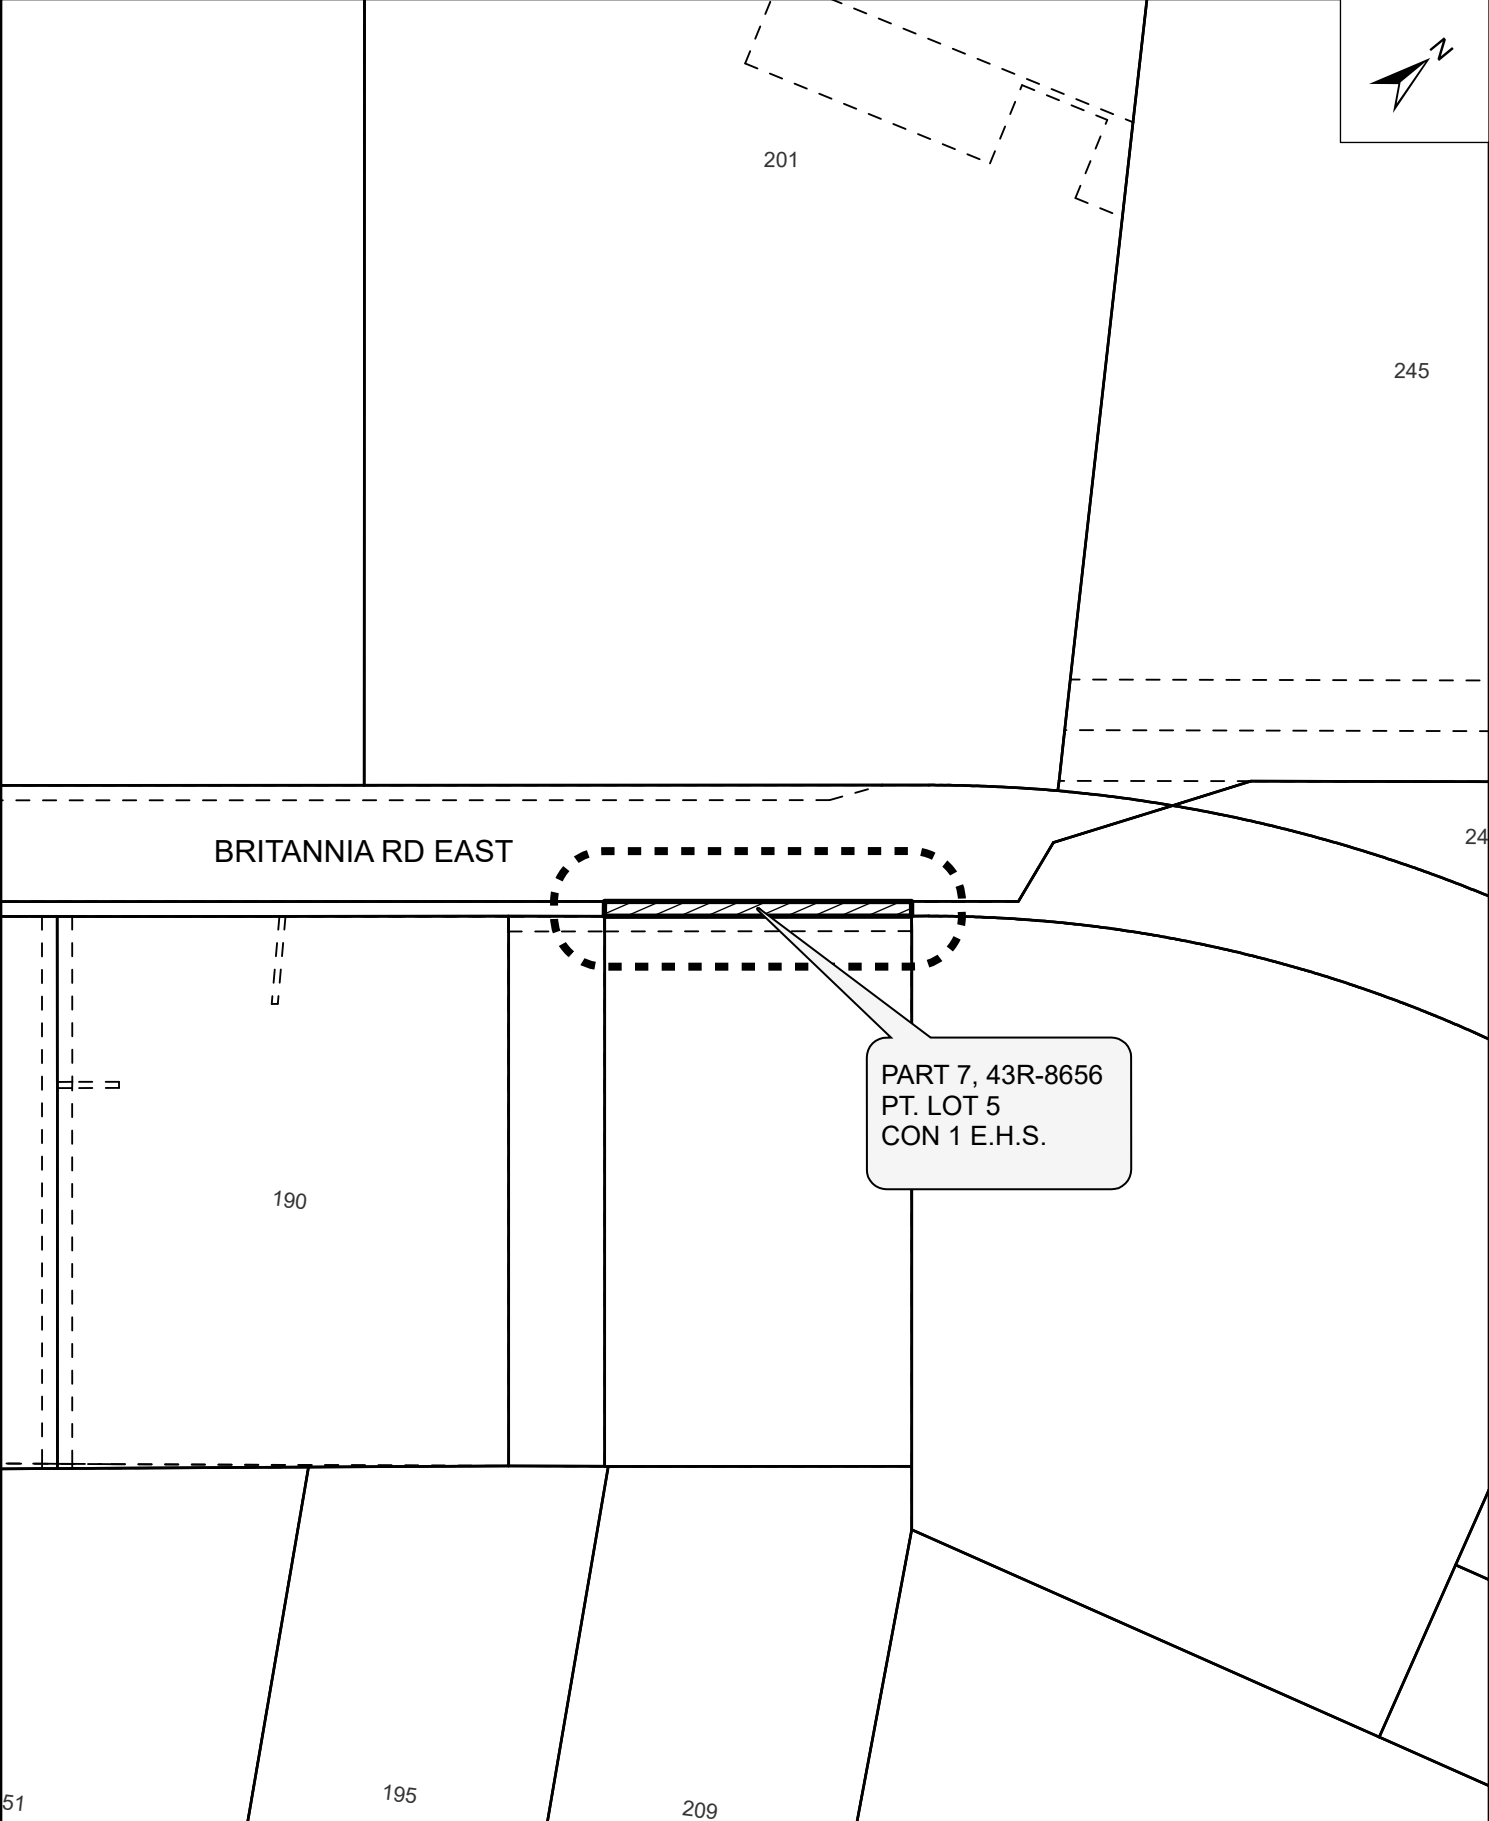 N
201
245
BRITANNIA RD EAST
24
PART 7, 43R-8656
PT. LOT 5
CON 1 E.H.S.
190
51
195
209